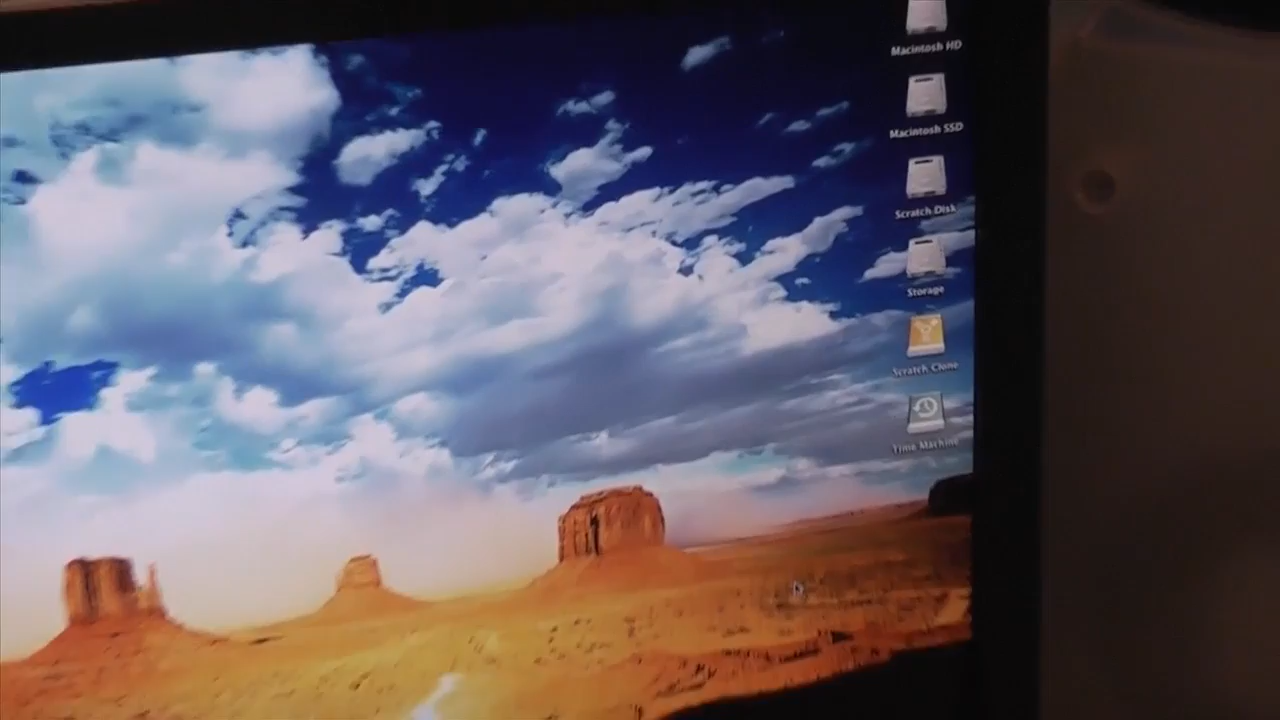 Macintosh HD
Macintosh SSD
Scratch Disk
Storage
Scratch Clone
Time Machine